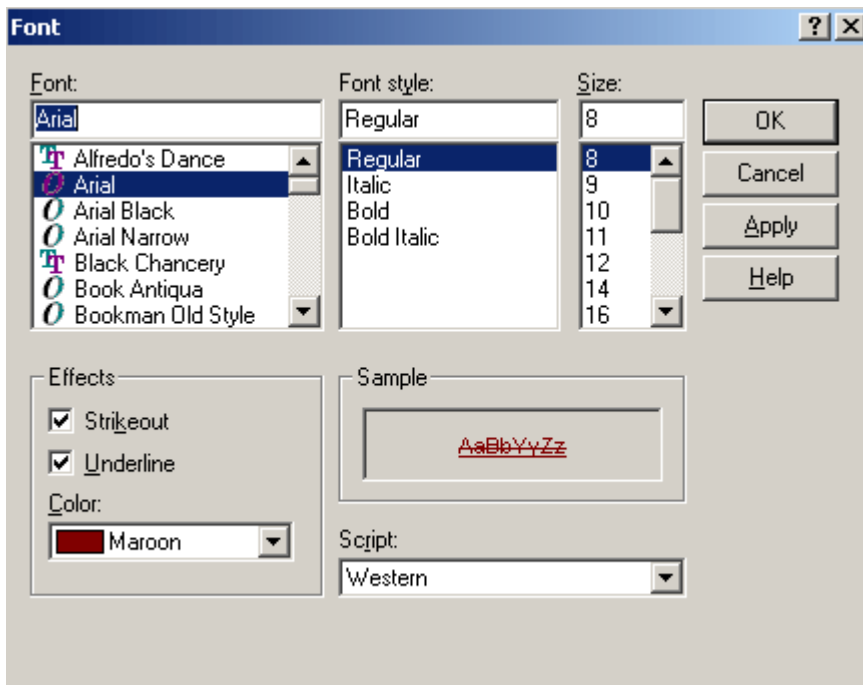 Font
Font:
Arial
Alfredo's Dance
Arial
Arial Black
Arial Narrow
Black Chancery
Book Antiqua
Bookman Old Style
Font style:
Regular
Regular
Italic
Bold
Bold Italic
Size:
8
8
9
10
11
12
14
16
OK
Cancel
Apply
Help
Effects
Strikeout
Underline
Color:
Maroon
Sample
AaBbYyZz
Script:
Western